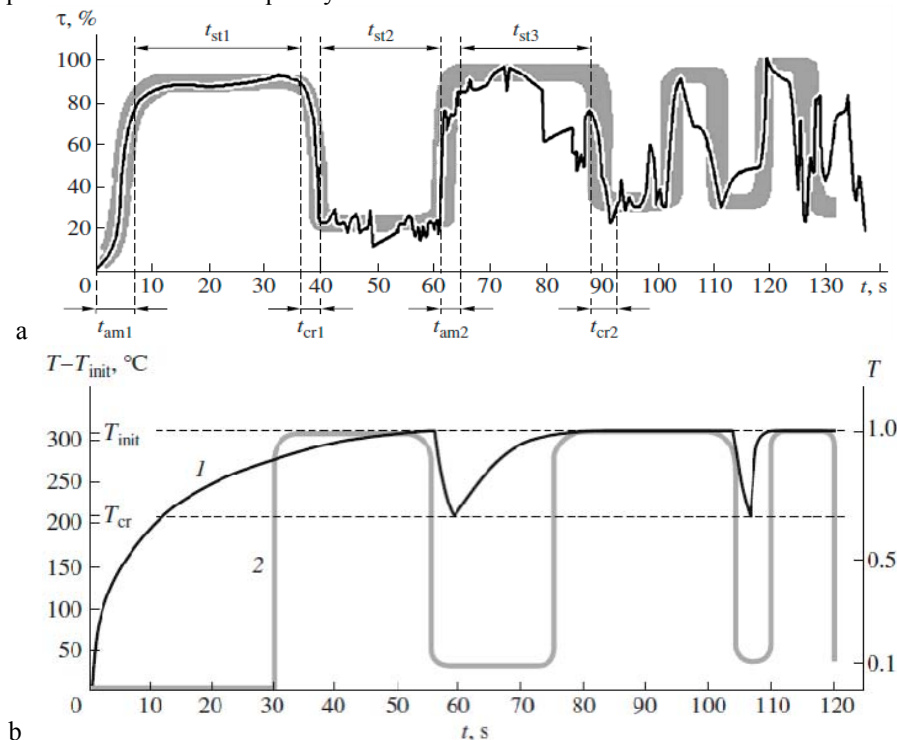 τ, %
t_st1 t_st2 t_st3
100
80
60
40
20
0 10 20 30 40 50 60 70 80 90 100 110 120 130 t, s
t_am1 t_cr1 t_am2 t_cr2
a
T–T_init, °C T
300 T_init 1.0
1
250
200 T_cr
150 2 0.5
100
50
0.1
0 10 20 30 40 50 60 70 80 90 100 110 120
t, s
b